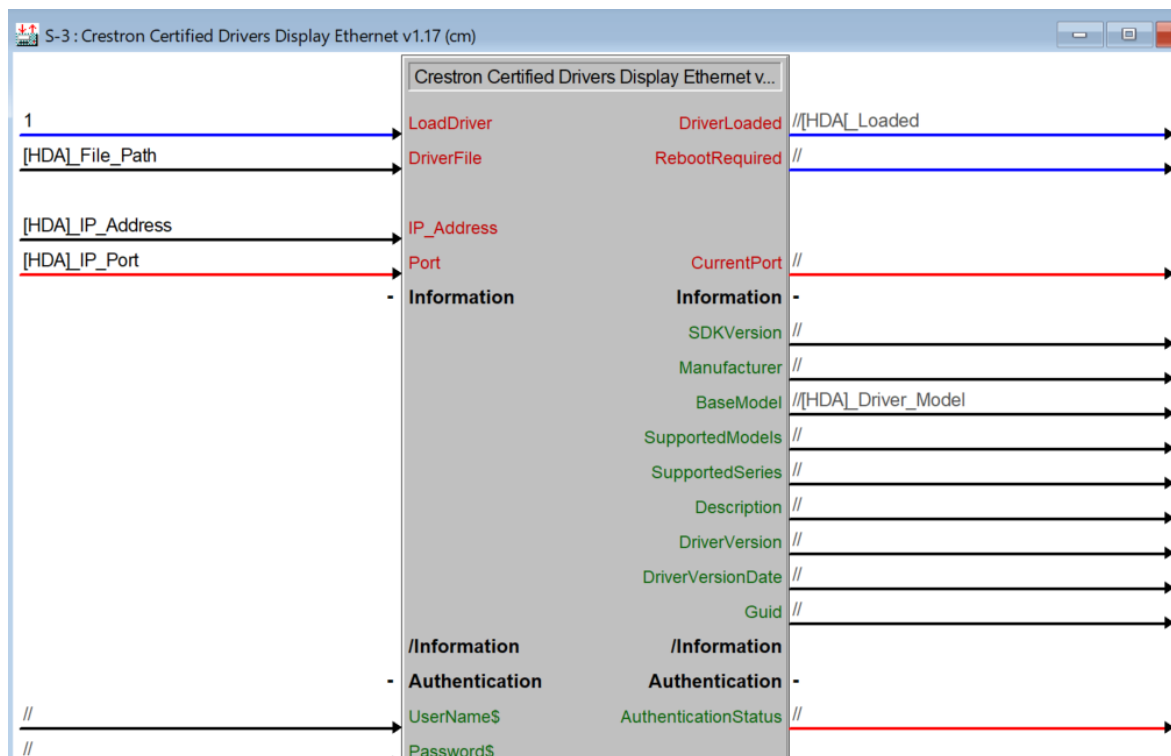 S-3 : Crestron Certified Drivers Display Ethernet v1.17 (cm)
Crestron Certified Drivers Display Ethernet v...
1 LoadDriver DriverLoaded //[HDA[_Loaded
[HDA]_File_Path DriverFile RebootRequired //
[HDA]_IP_Address IP_Address
[HDA]_IP_Port Port CurrentPort //
- Information Information -
SDKVersion //
Manufacturer //
BaseModel //[HDA]_Driver_Model
SupportedModels //
SupportedSeries //
Description //
DriverVersion //
DriverVersionDate //
Guid //
/Information /Information
- Authentication Authentication -
// UserName$ AuthenticationStatus //
// Password$